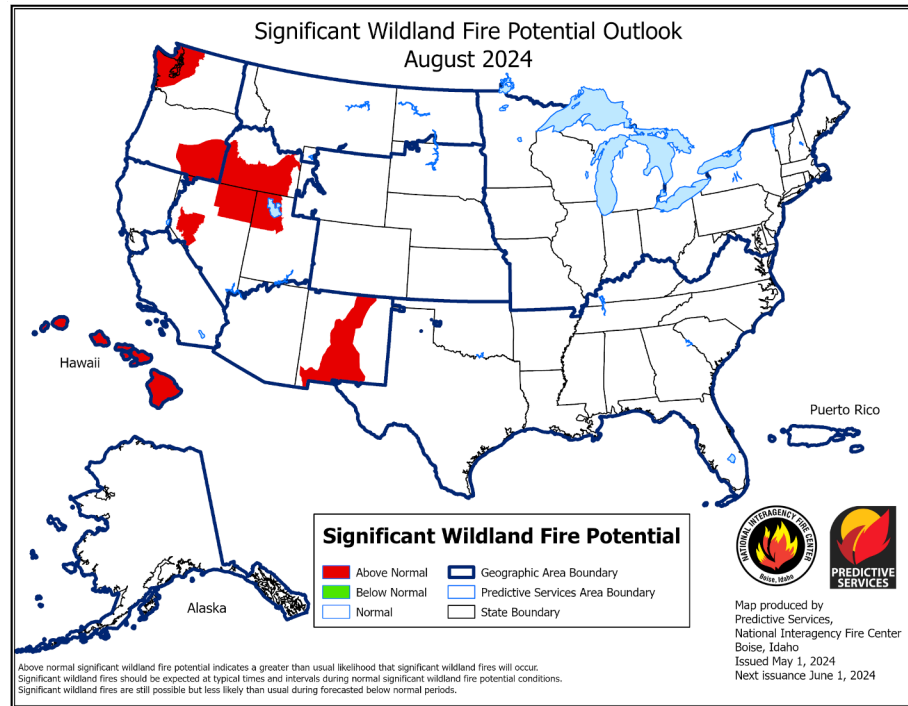 Significant Wildland Fire Potential Outlook
August 2024
Hawaii
Puerto Rico
Alaska
Significant Wildland Fire Potential
Above Normal
Below Normal
Normal
Geographic Area Boundary
Predictive Services Area Boundary
State Boundary
NATIONAL INTERAGENCY FIRE CENTER
Boise, Idaho
PREDICTIVE
SERVICES
Map produced by
Predictive Services,
National Interagency Fire Center
Boise, Idaho
Issued May 1, 2024
Next issuance June 1, 2024
Above normal significant wildland fire potential indicates a greater than usual likelihood that significant wildland fires will occur.
Significant wildland fires should be expected at typical times and intervals during normal significant wildland fire potential conditions.
Significant wildland fires are still possible but less likely than usual during forecasted below normal periods.